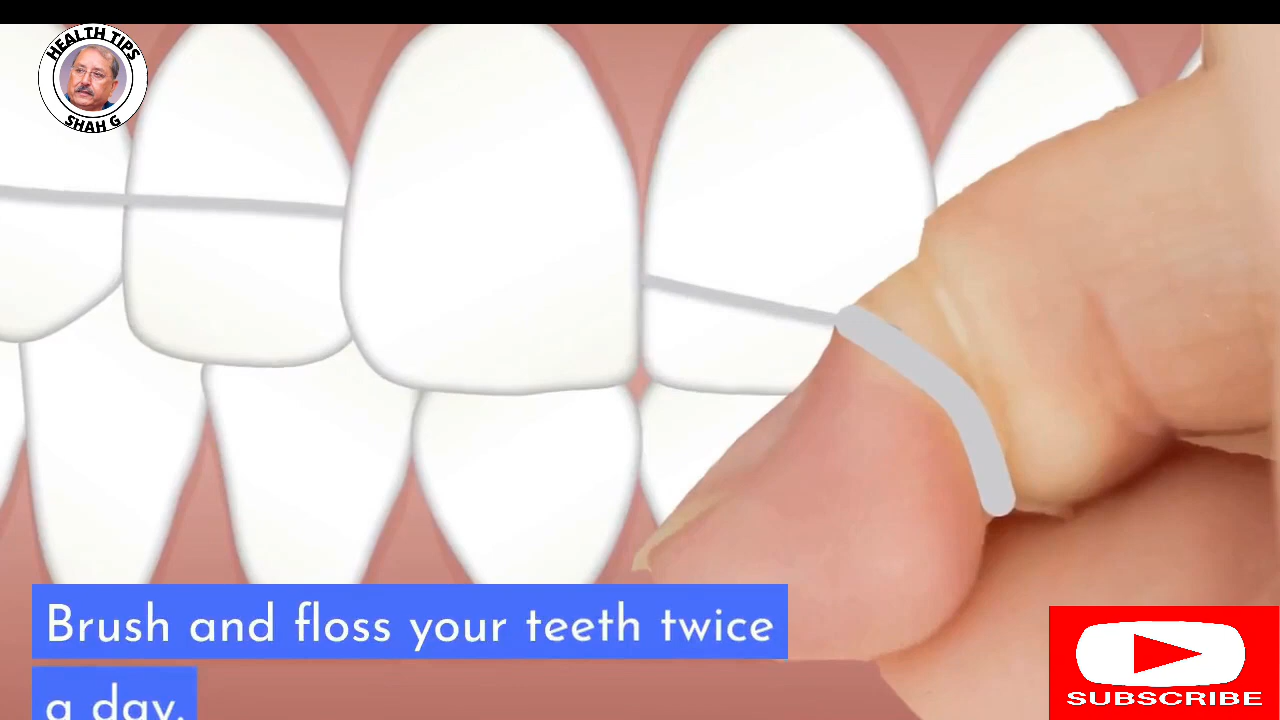 HEALTH TIPS
SHAH G
Brush and floss your teeth twice
a day.
SUBSCRIBE